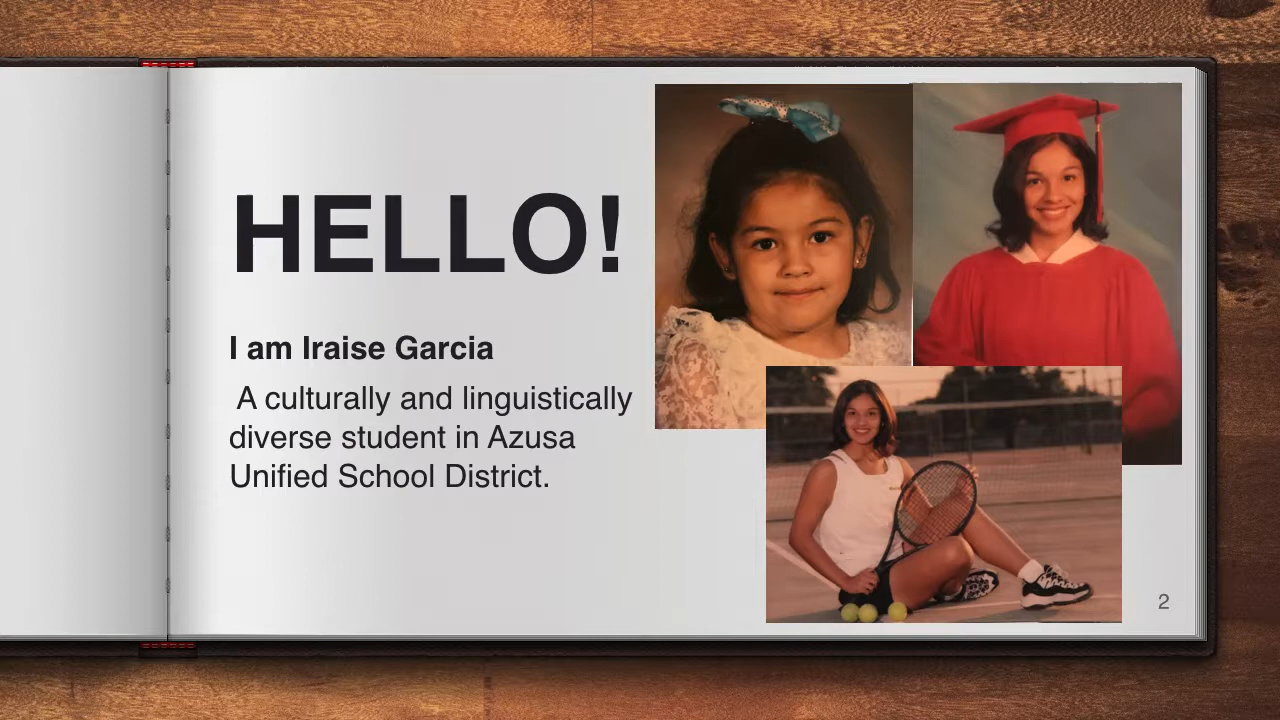 HELLO!
I am Iraise Garcia
A culturally and linguistically
diverse student in Azusa
Unified School District.
2